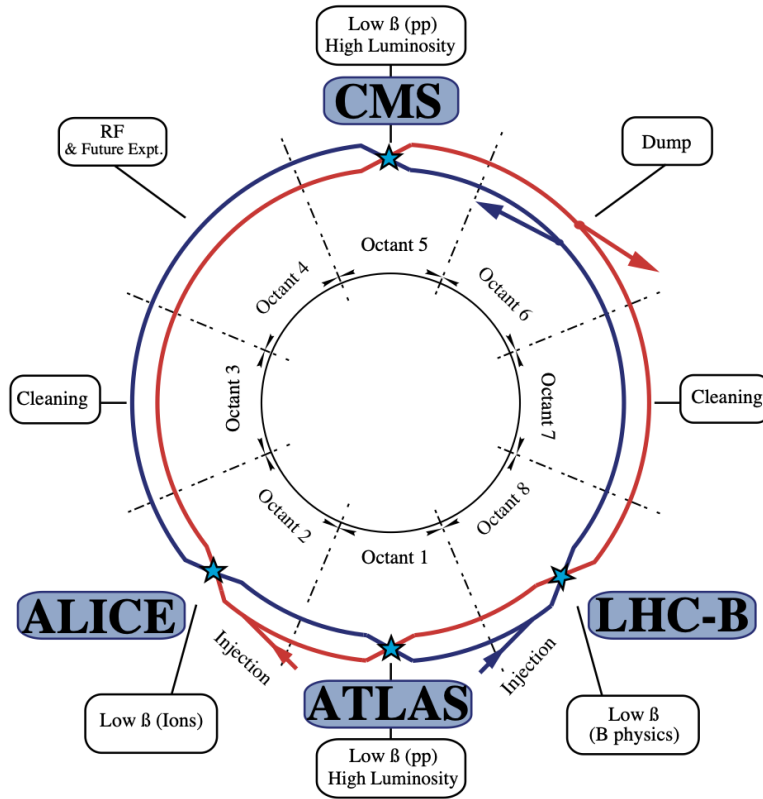 Low ß (pp)
High Luminosity
CMS
RF
& Future Expt.
Dump
Octant 5
Octant 4
Octant 6
Cleaning
Octant 3
Octant 7
Cleaning
Octant 2
Octant 8
Octant 1
ALICE
LHC-B
Injection
Injection
ATLAS
Low ß (Ions)
Low ß
(B physics)
Low ß (pp)
High Luminosity